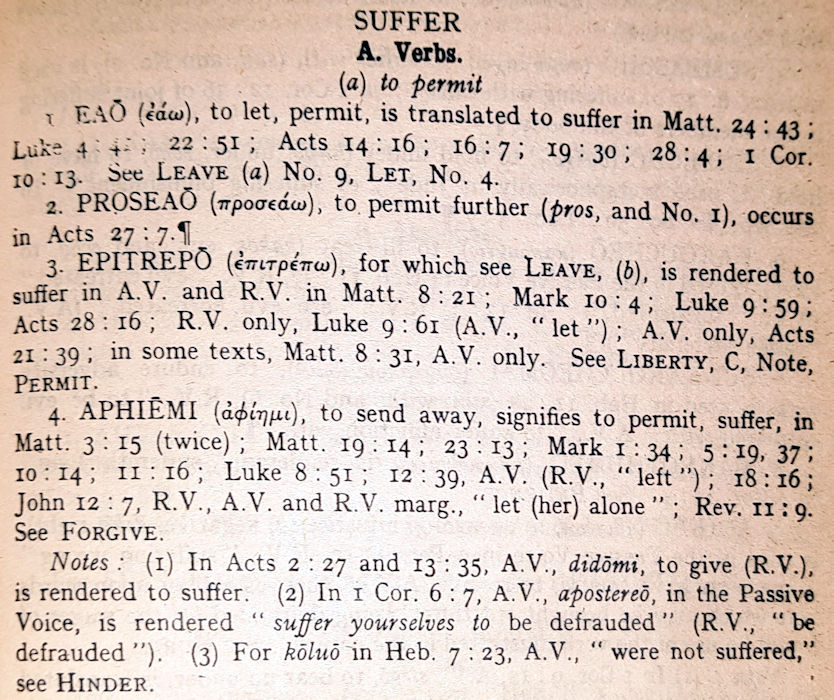 SUFFER
A. Verbs.
(a) to permit
1 EAŌ (ἐάω), to let, permit, is translated to suffer in Matt. 24 : 43 ;
Luke 4 : 41 ; 22 : 51 ; Acts 14 : 16 ; 16 : 7 ; 19 : 30 ; 28 : 4 ; 1 Cor.
10 : 13. See LEAVE (a) No. 9, LET, No. 4.
2. PROSEAŌ (προσεάω), to permit further (pros, and No. 1), occurs
in Acts 27 : 7.¶
3. EPITREPŌ (ἐπιτρέπω), for which see LEAVE, (b), is rendered to
suffer in A.V. and R.V. in Matt. 8 : 21 ; Mark 10 : 4 ; Luke 9 : 59 ;
Acts 28 : 16 ; R.V. only, Luke 9 : 61 (A.V., “ let ”) ; A.V. only, Acts
21 : 39 ; in some texts, Matt. 8 : 31, A.V. only. See LIBERTY, C, Note,
PERMIT.
4. APHIĒMI (ἀφίημι), to send away, signifies to permit, suffer, in
Matt. 3 : 15 (twice) ; Matt. 19 : 14 ; 23 : 13 ; Mark 1 : 34 ; 5 : 19, 37 ;
10 : 14 ; 11 : 16 ; Luke 8 : 51 ; 12 : 39, A.V. (R.V., “ left ”) ; 18 : 16 ;
John 12 : 7, R.V., A.V. and R.V. marg., “ let (her) alone ” ; Rev. 11 : 9.
See FORGIVE.
Notes : (1) In Acts 2 : 27 and 13 : 35, A.V., didōmi, to give (R.V.),
is rendered to suffer. (2) In 1 Cor. 6 : 7, A.V., apostereō, in the Passive
Voice, is rendered “ suffer yourselves to be defrauded ” (R.V., “ be
defrauded ”). (3) For kōluō in Heb. 7 : 23, A.V., “ were not suffered,”
see HINDER.